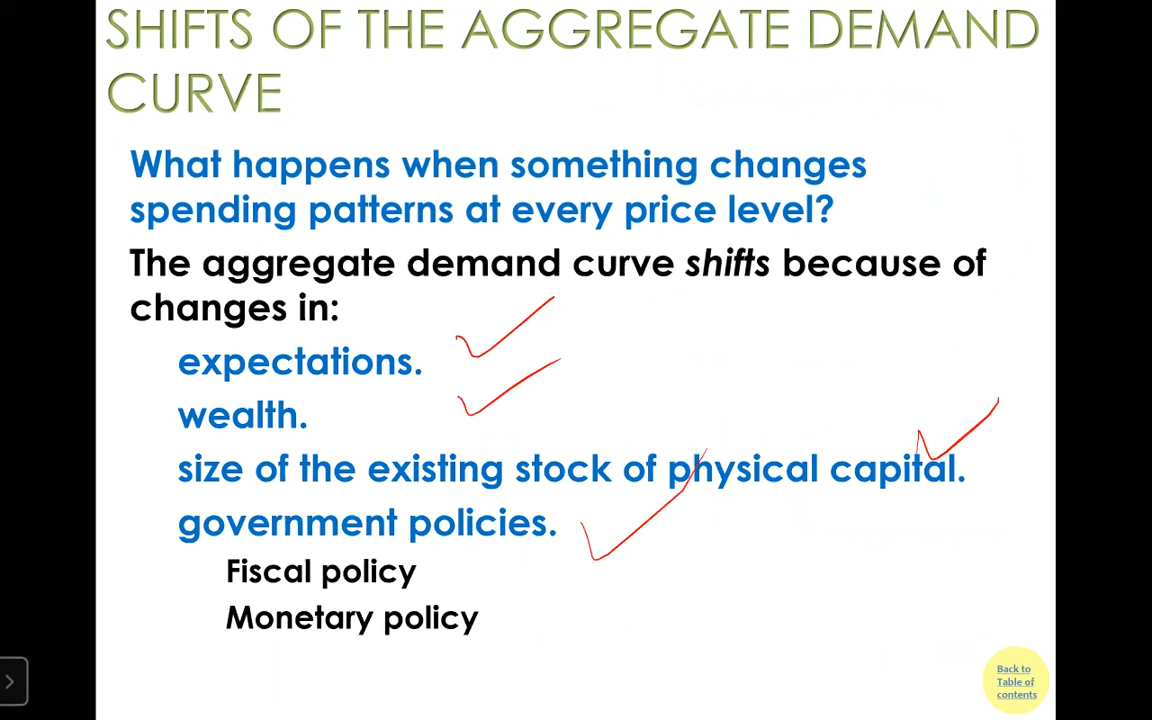 SHIFTS OF THE AGGREGATE DEMAND
CURVE
What happens when something changes
spending patterns at every price level?
The aggregate demand curve shifts because of
changes in:
expectations.
wealth.
size of the existing stock of physical capital.
government policies.
Fiscal policy
Monetary policy
Back to
Table of
contents